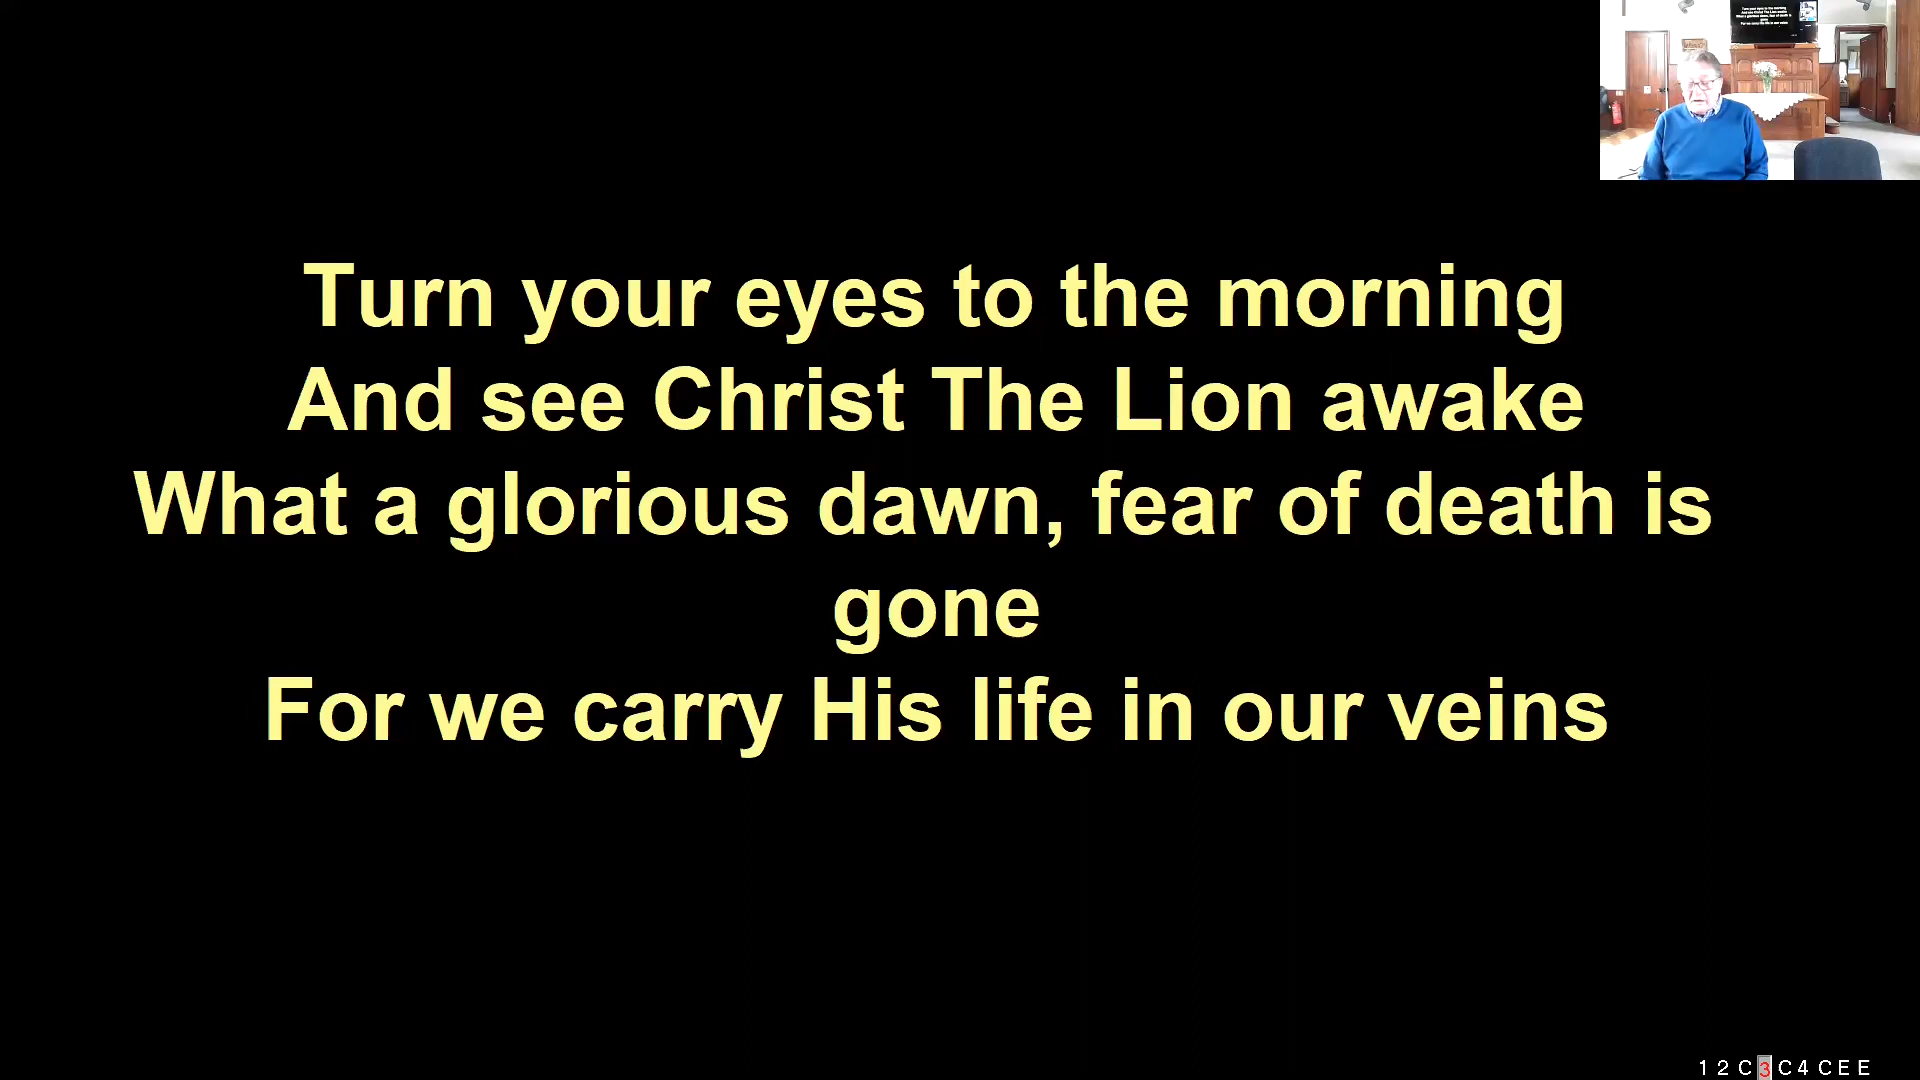 Turn your eyes to the morning
And see Christ The Lion awake
What a glorious dawn, fear of death is
gone
For we carry His life in our veins
1 2 C 3 C 4 C E E